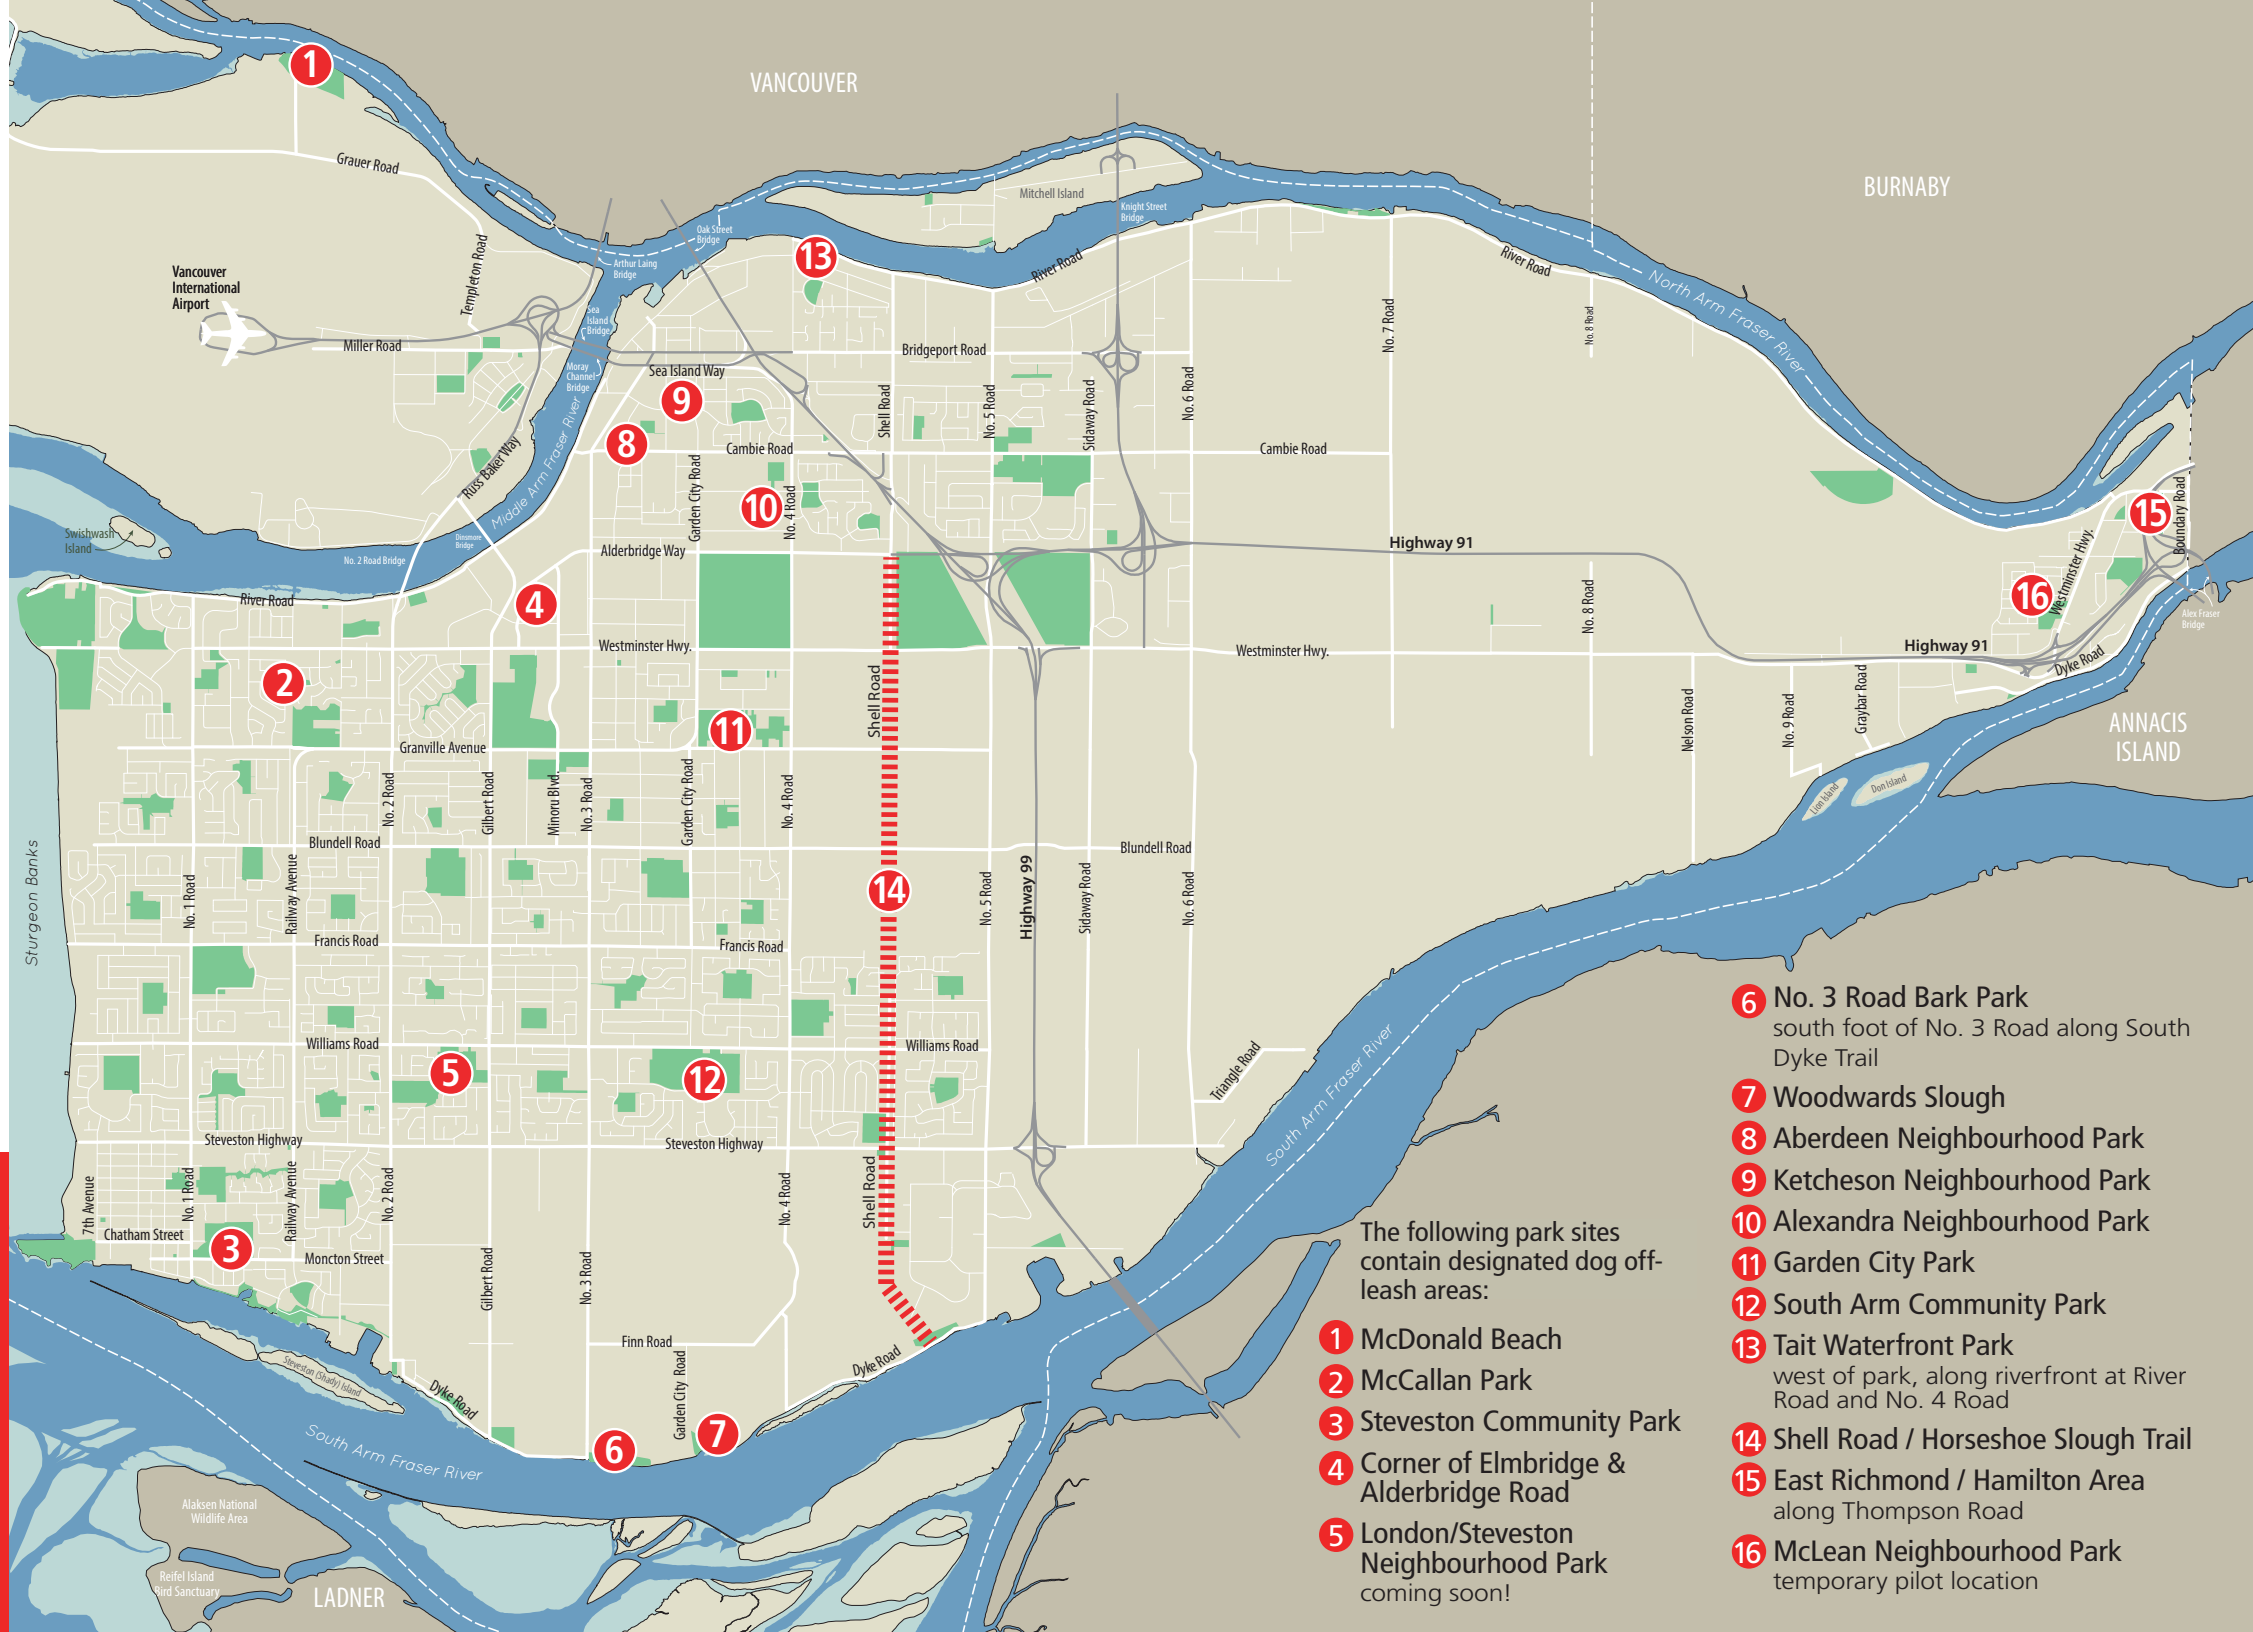 VANCOUVER
BURNABY
1
Grauer Road
Mitchell Island
Knight Street
Bridge
Oak Street
Bridge
13
River Road
River Road
Arthur Laing
Bridge
Templeton Road
North Arm Fraser River
Vancouver
International
Airport
Sea
Island
Bridge
No. 7 Road
No. 8 Road
Miller Road
Bridgeport Road
Moray
Channel
Bridge
Sea Island Way
9
Shell Road
No. 5 Road
Sidaway Road
No. 6 Road
8
Middle Arm Fraser River
Russ Baker Way
Cambie Road
Cambie Road
Garden City Road
10
No. 4 Road
15
Boundary Road
Swishwash
Island
Dinsmore
Bridge
No. 2 Road Bridge
Alderbridge Way
Highway 91
Westminster Hwy.
16
Alex Fraser
Bridge
River Road
4
No. 8 Road
Westminster Hwy.
Westminster Hwy.
Highway 91
Dyke Road
2
Shell Road
Nelson Road
No. 9 Road
Graybar Road
11
ANNACIS
ISLAND
Granville Avenue
No. 2 Road
Gilbert Road
Minoru Blvd.
No. 3 Road
Garden City Road
No. 4 Road
Lion Island
Don Island
Blundell Road
Blundell Road
Sturgeon Banks
No. 1 Road
Railway Avenue
14
No. 5 Road
Highway 99
Sidaway Road
No. 6 Road
Francis Road
Francis Road
Williams Road
Williams Road
5
12
Triangle Road
South Arm Fraser River
Steveston Highway
Steveston Highway
7th Avenue
No. 1 Road
Railway Avenue
No. 2 Road
No. 4 Road
Shell Road
Chatham Street
3
Moncton Street
Gilbert Road
No. 3 Road
Finn Road
Garden City Road
Dyke Road
Steveston (Shady) Island
Dyke Road
7
6
South Arm Fraser River
Alaksen National
Wildlife Area
Reifel Island
Bird Sanctuary
LADNER
The following park sites
contain designated dog off-
leash areas:
1 McDonald Beach
2 McCallan Park
3 Steveston Community Park
4 Corner of Elmbridge &
Alderbridge Road
5 London/Steveston
Neighbourhood Park
coming soon!
6 No. 3 Road Bark Park
south foot of No. 3 Road along South
Dyke Trail
7 Woodwards Slough
8 Aberdeen Neighbourhood Park
9 Ketcheson Neighbourhood Park
10 Alexandra Neighbourhood Park
11 Garden City Park
12 South Arm Community Park
13 Tait Waterfront Park
west of park, along riverfront at River
Road and No. 4 Road
14 Shell Road / Horseshoe Slough Trail
15 East Richmond / Hamilton Area
along Thompson Road
16 McLean Neighbourhood Park
temporary pilot location